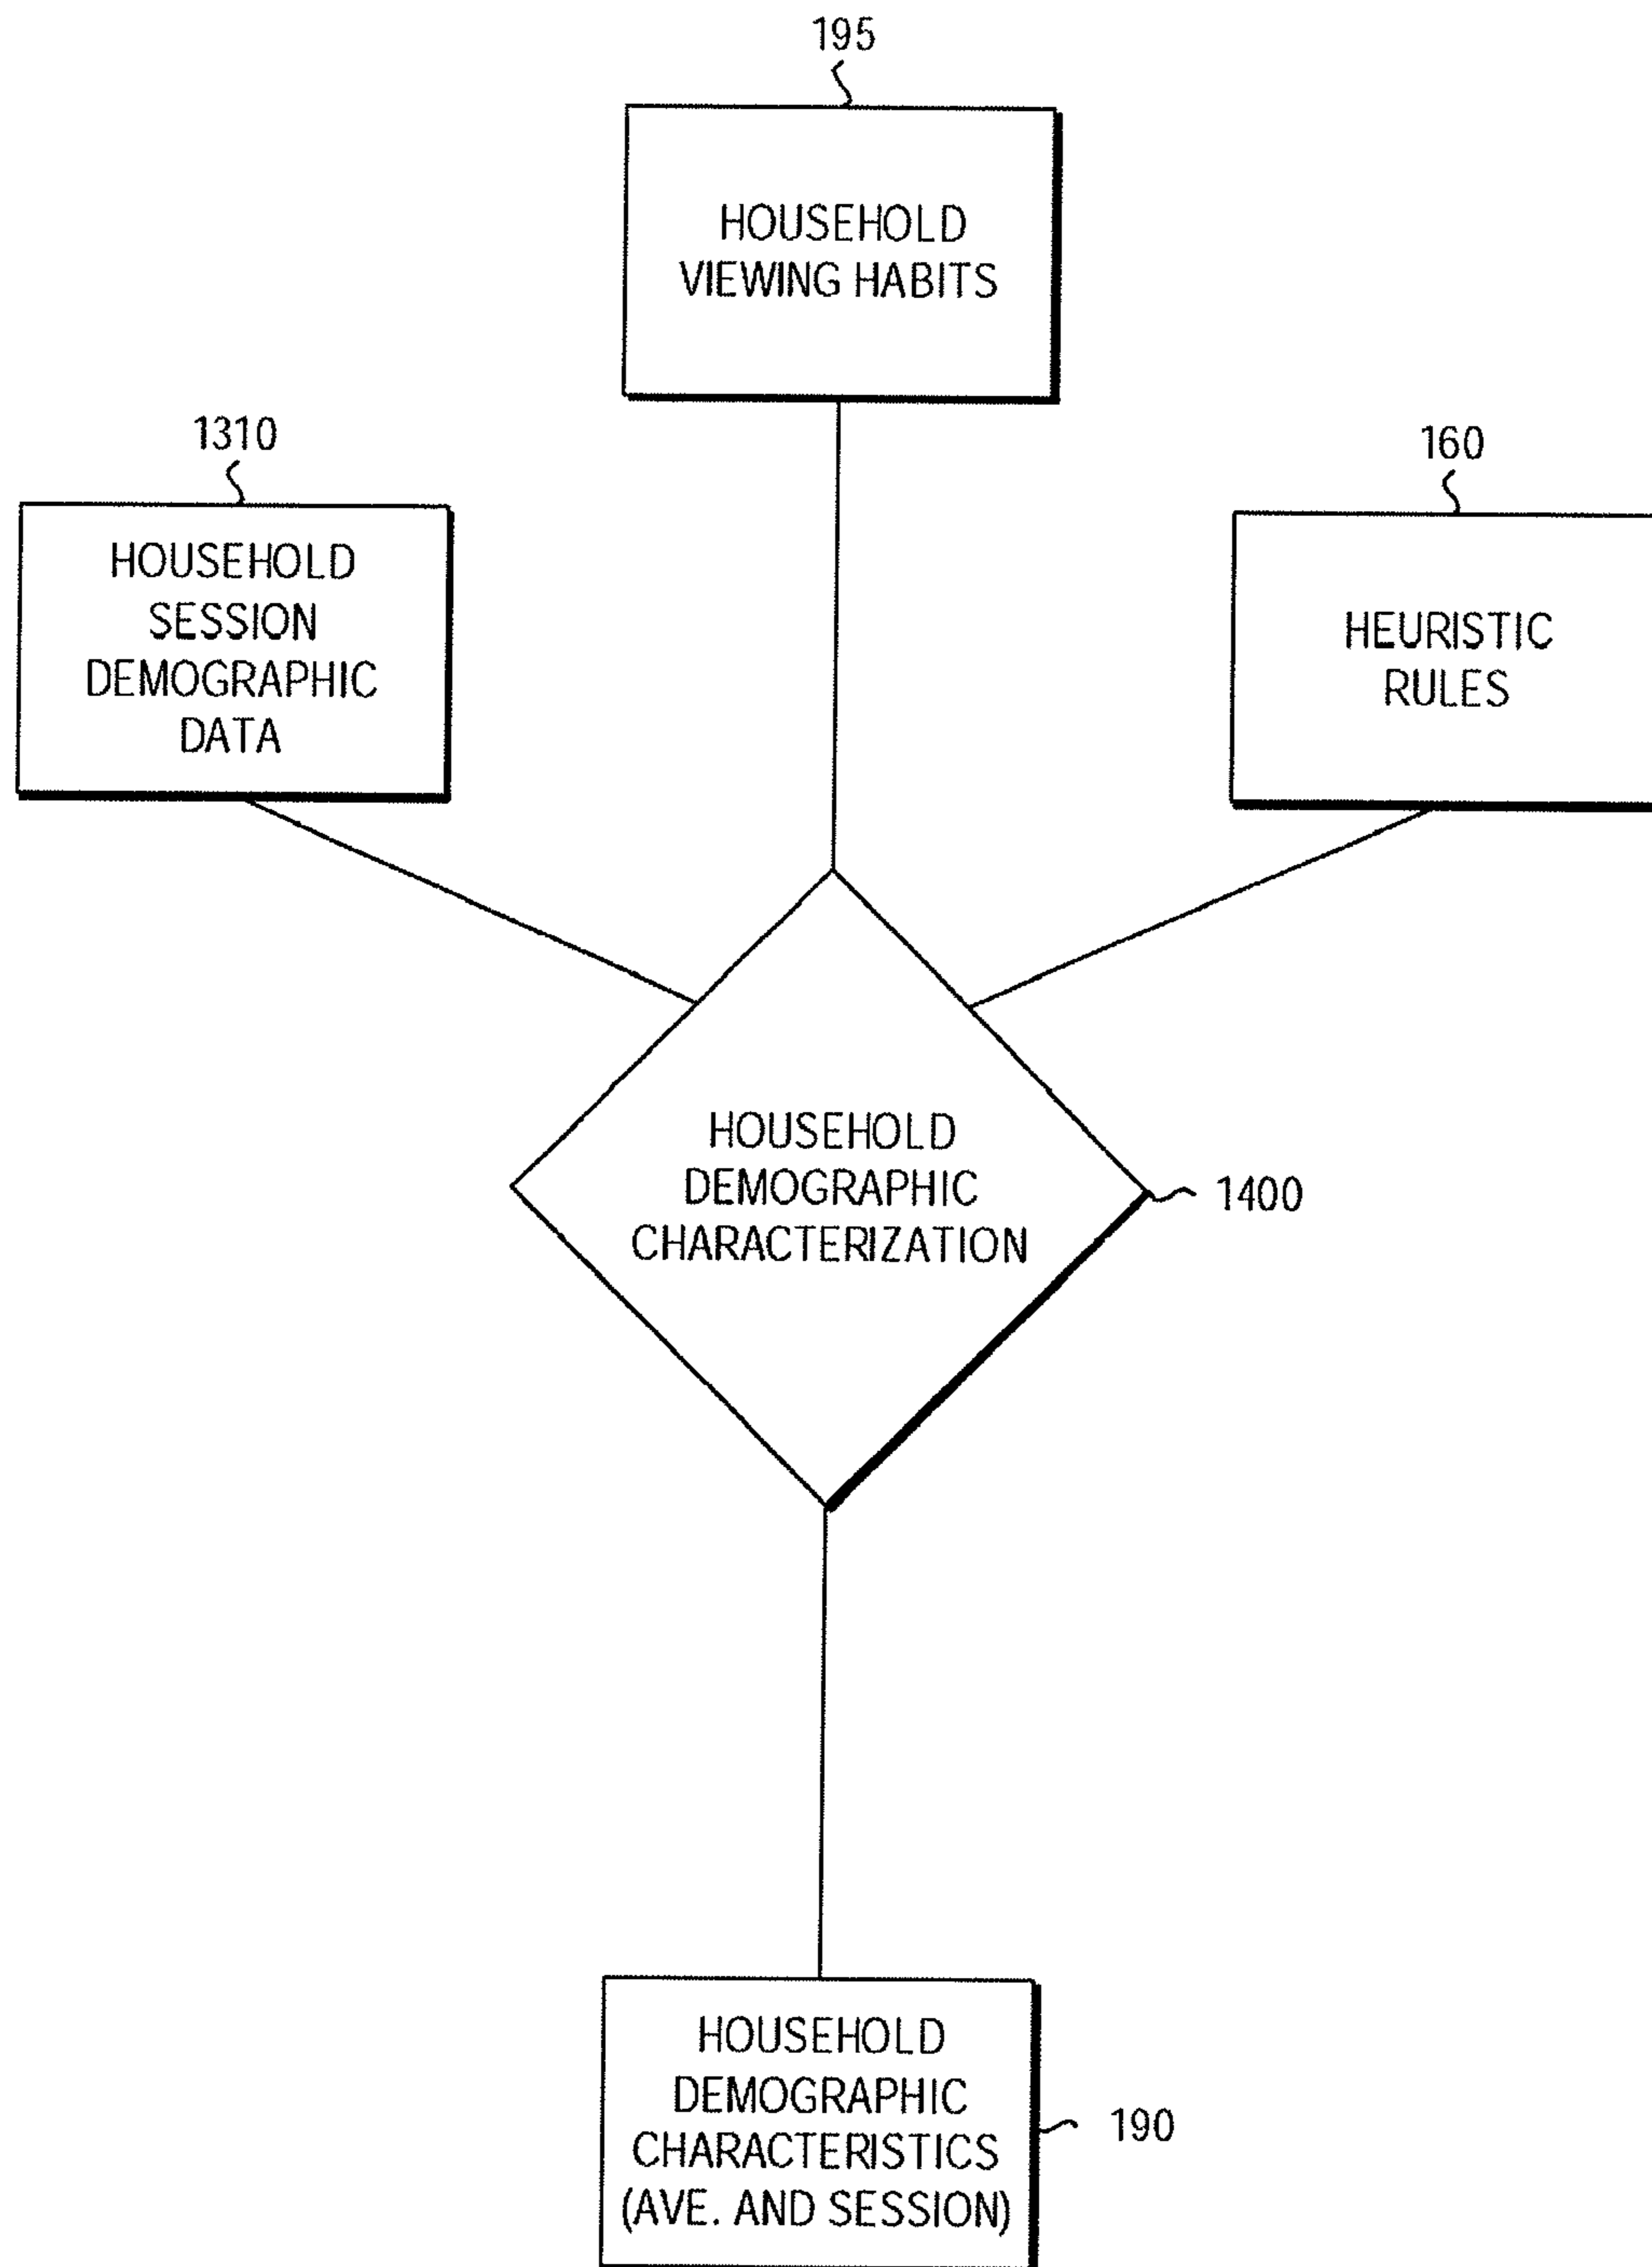 195
HOUSEHOLD
VIEWING HABITS
1310
HOUSEHOLD
SESSION
DEMOGRAPHIC
DATA
160
HEURISTIC
RULES
HOUSEHOLD
DEMOGRAPHIC
CHARACTERIZATION
1400
HOUSEHOLD
DEMOGRAPHIC
CHARACTERISTICS
(AVE. AND SESSION)
190